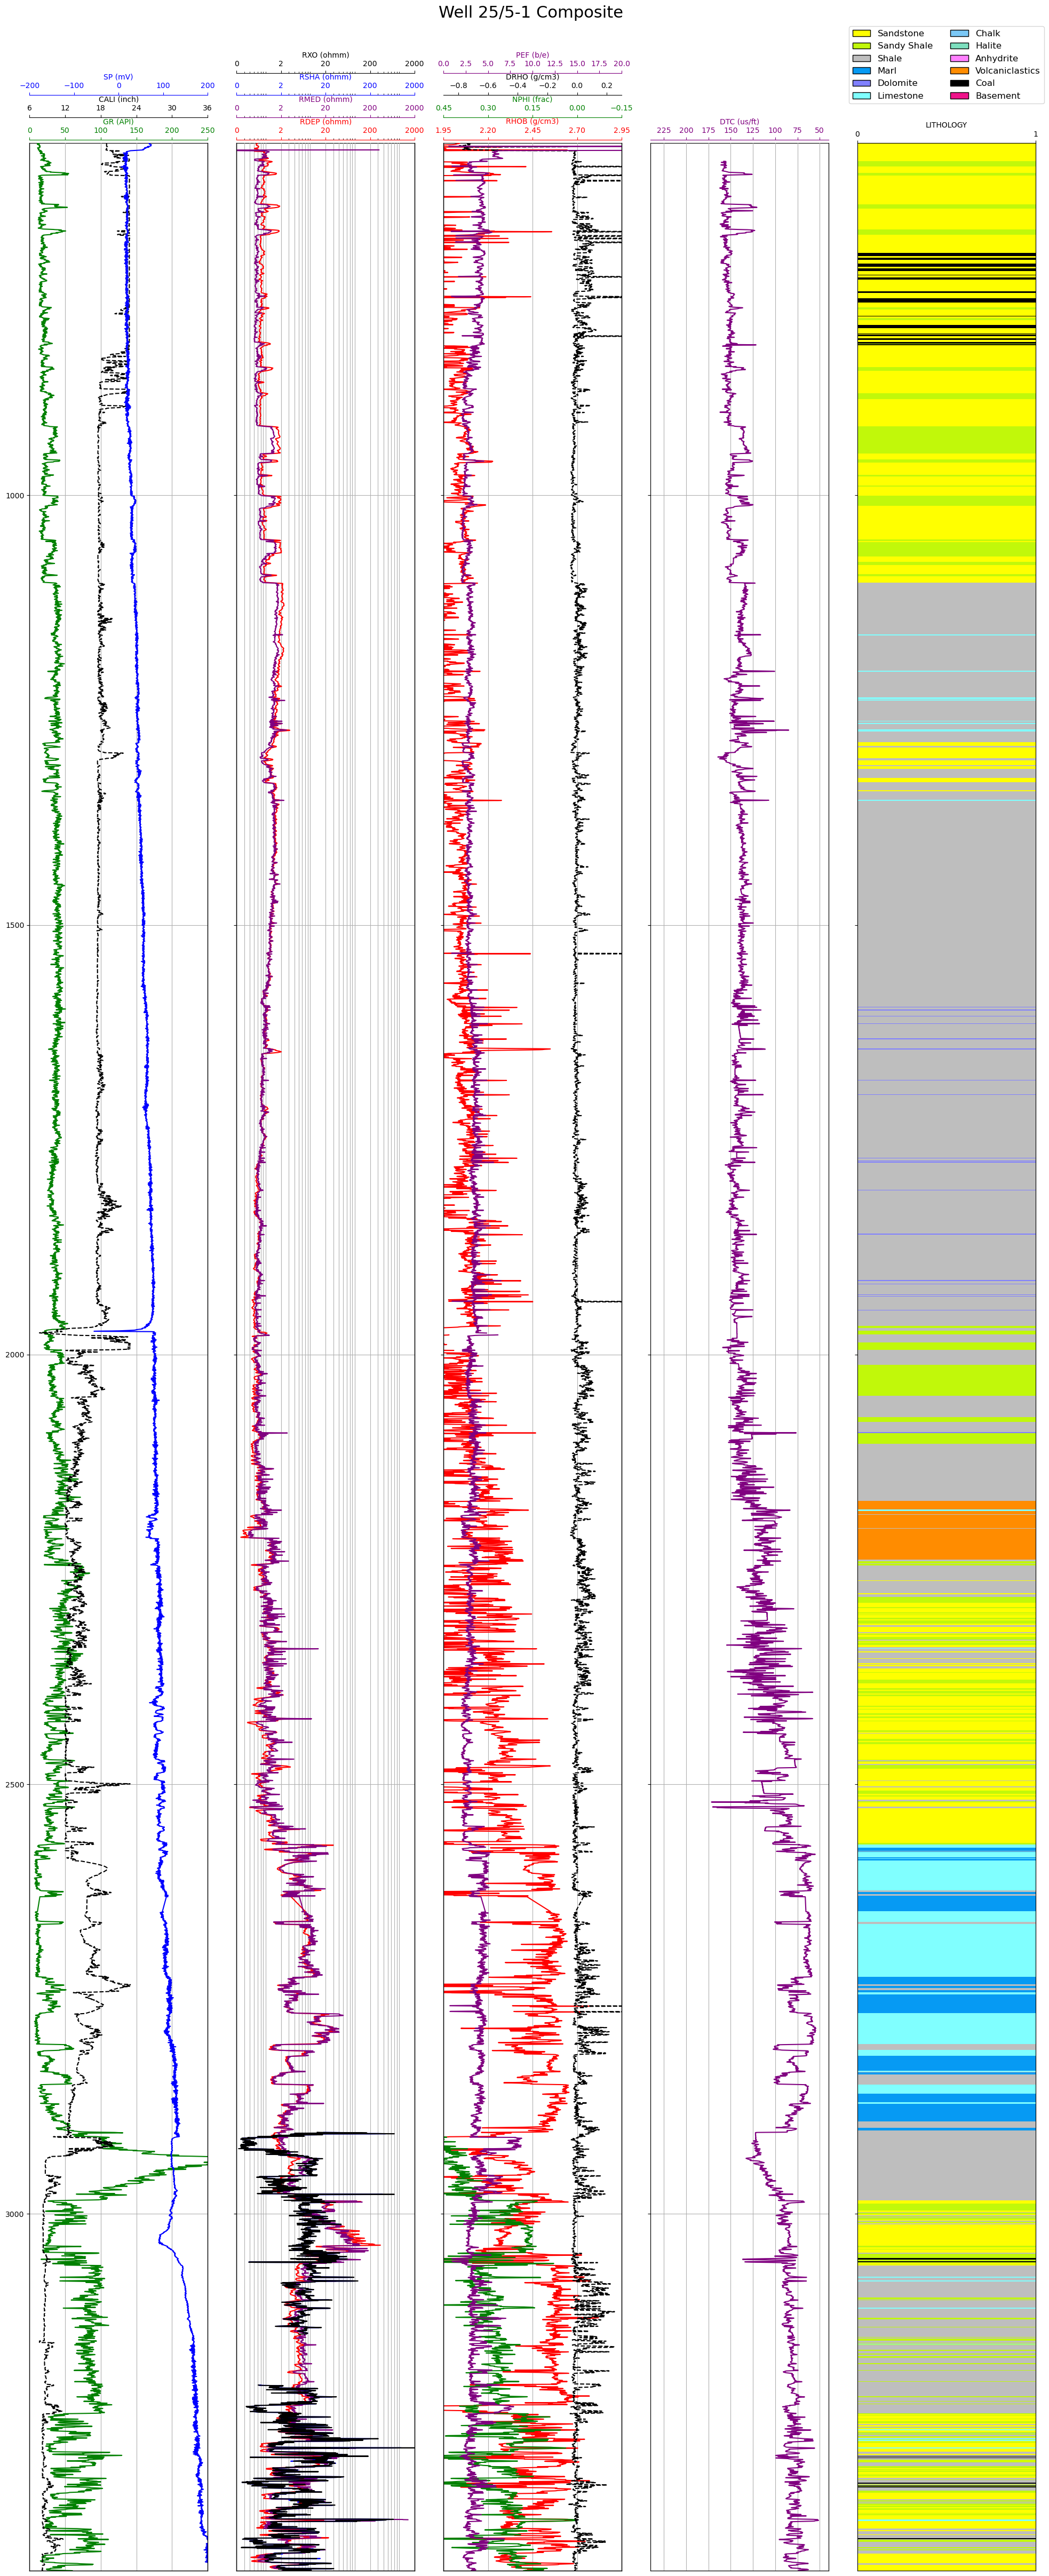 Well 25/5-1 Composite
Sandstone Chalk
Sandy Shale Halite
Shale Anhydrite
Marl Volcaniclastics
Dolomite Coal
Limestone Basement
RXO (ohmm) PEF (b/e)
0 2 20 200 2000 0.0 2.5 5.0 7.5 10.0 12.5 15.0 17.5 20.0
SP (mV) RSHA (ohmm) DRHO (g/cm3)
−200 −100 0 100 200 0 2 20 200 2000 −0.8 −0.6 −0.4 −0.2 0.0 0.2
CALI (inch) RMED (ohmm) NPHI (frac)
6 12 18 24 30 36 0 2 20 200 2000 0.45 0.30 0.15 0.00 −0.15
GR (API) RDEP (ohmm) RHOB (g/cm3) DTC (us/ft) LITHOLOGY
0 50 100 150 200 250 0 2 20 200 2000 1.95 2.20 2.45 2.70 2.95 225 200 175 150 125 100 75 50 0 1
1000
1500
2000
2500
3000